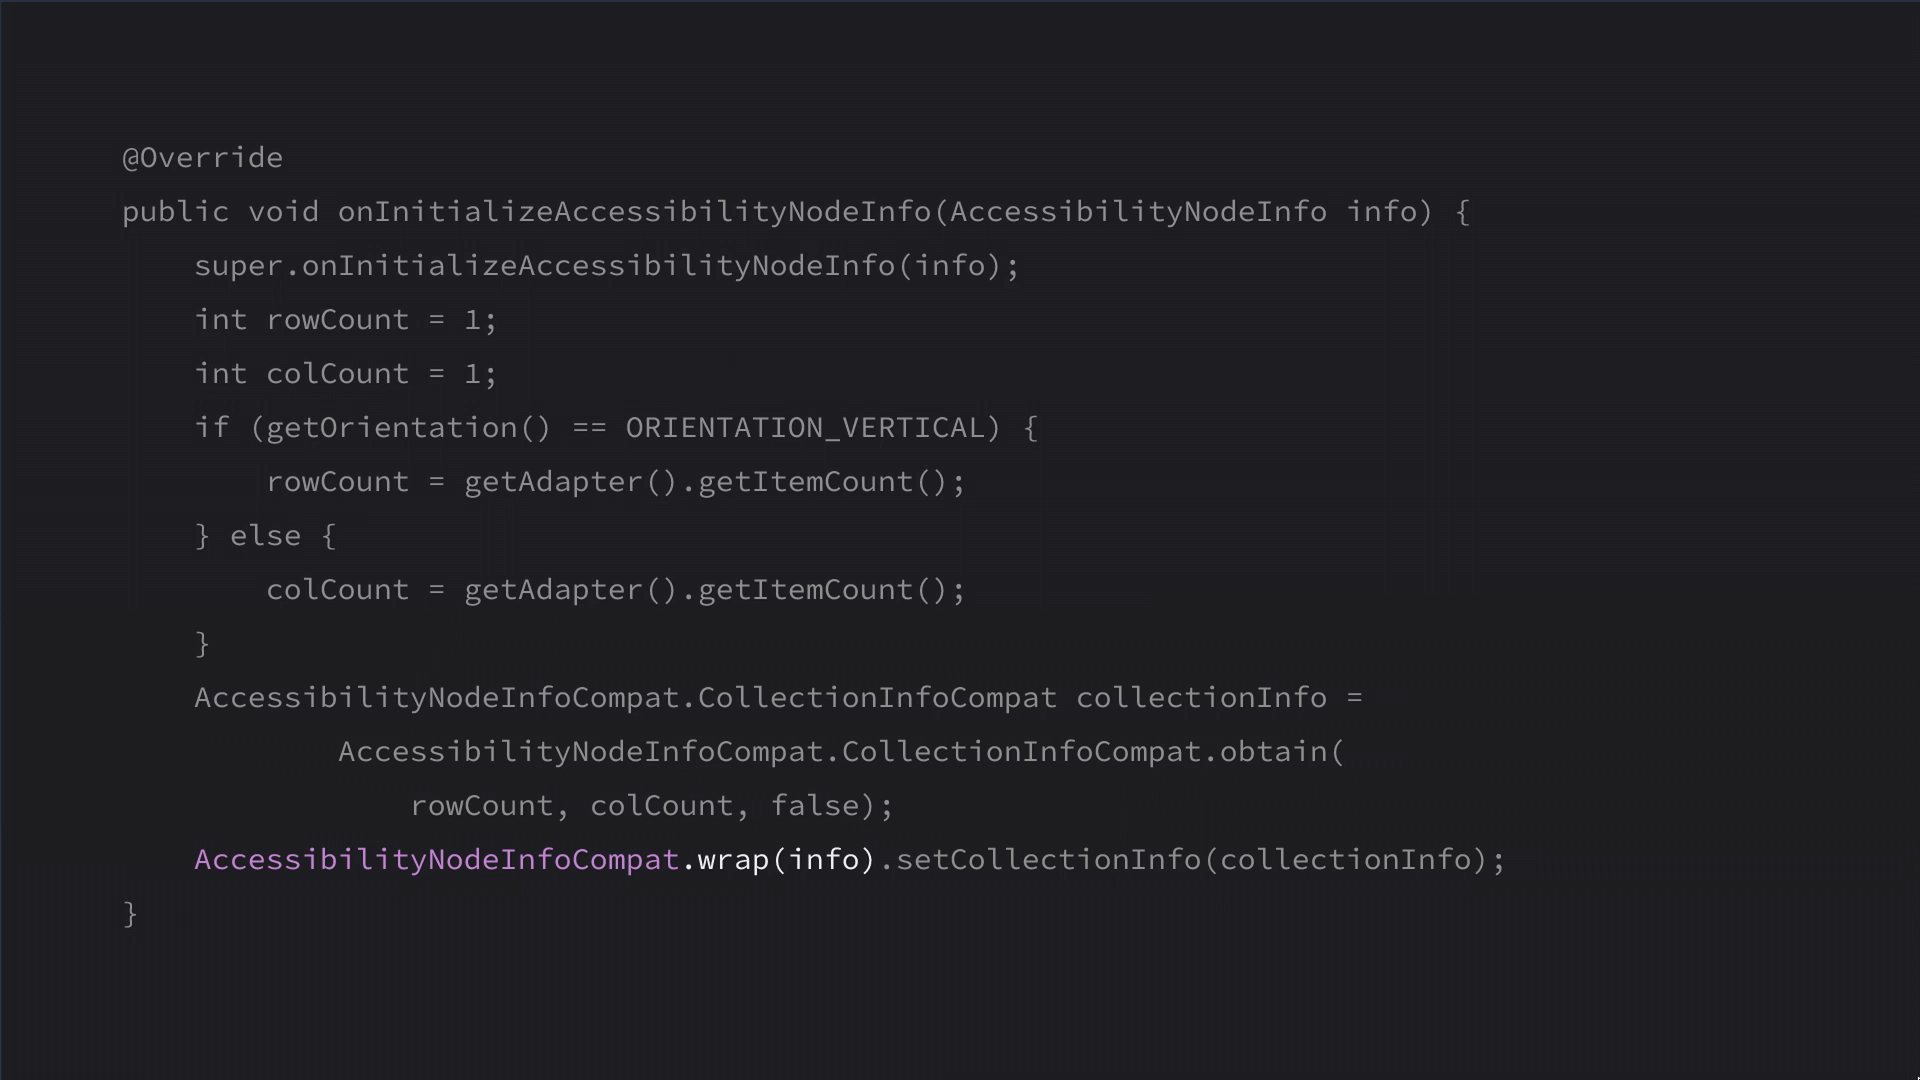 @Override
public void onInitializeAccessibilityNodeInfo(AccessibilityNodeInfo info) {
    super.onInitializeAccessibilityNodeInfo(info);
    int rowCount = 1;
    int colCount = 1;
    if (getOrientation() == ORIENTATION_VERTICAL) {
        rowCount = getAdapter().getItemCount();
    } else {
        colCount = getAdapter().getItemCount();
    }
    AccessibilityNodeInfoCompat.CollectionInfoCompat collectionInfo =
            AccessibilityNodeInfoCompat.CollectionInfoCompat.obtain(
                rowCount, colCount, false);
    AccessibilityNodeInfoCompat.wrap(info).setCollectionInfo(collectionInfo);
}